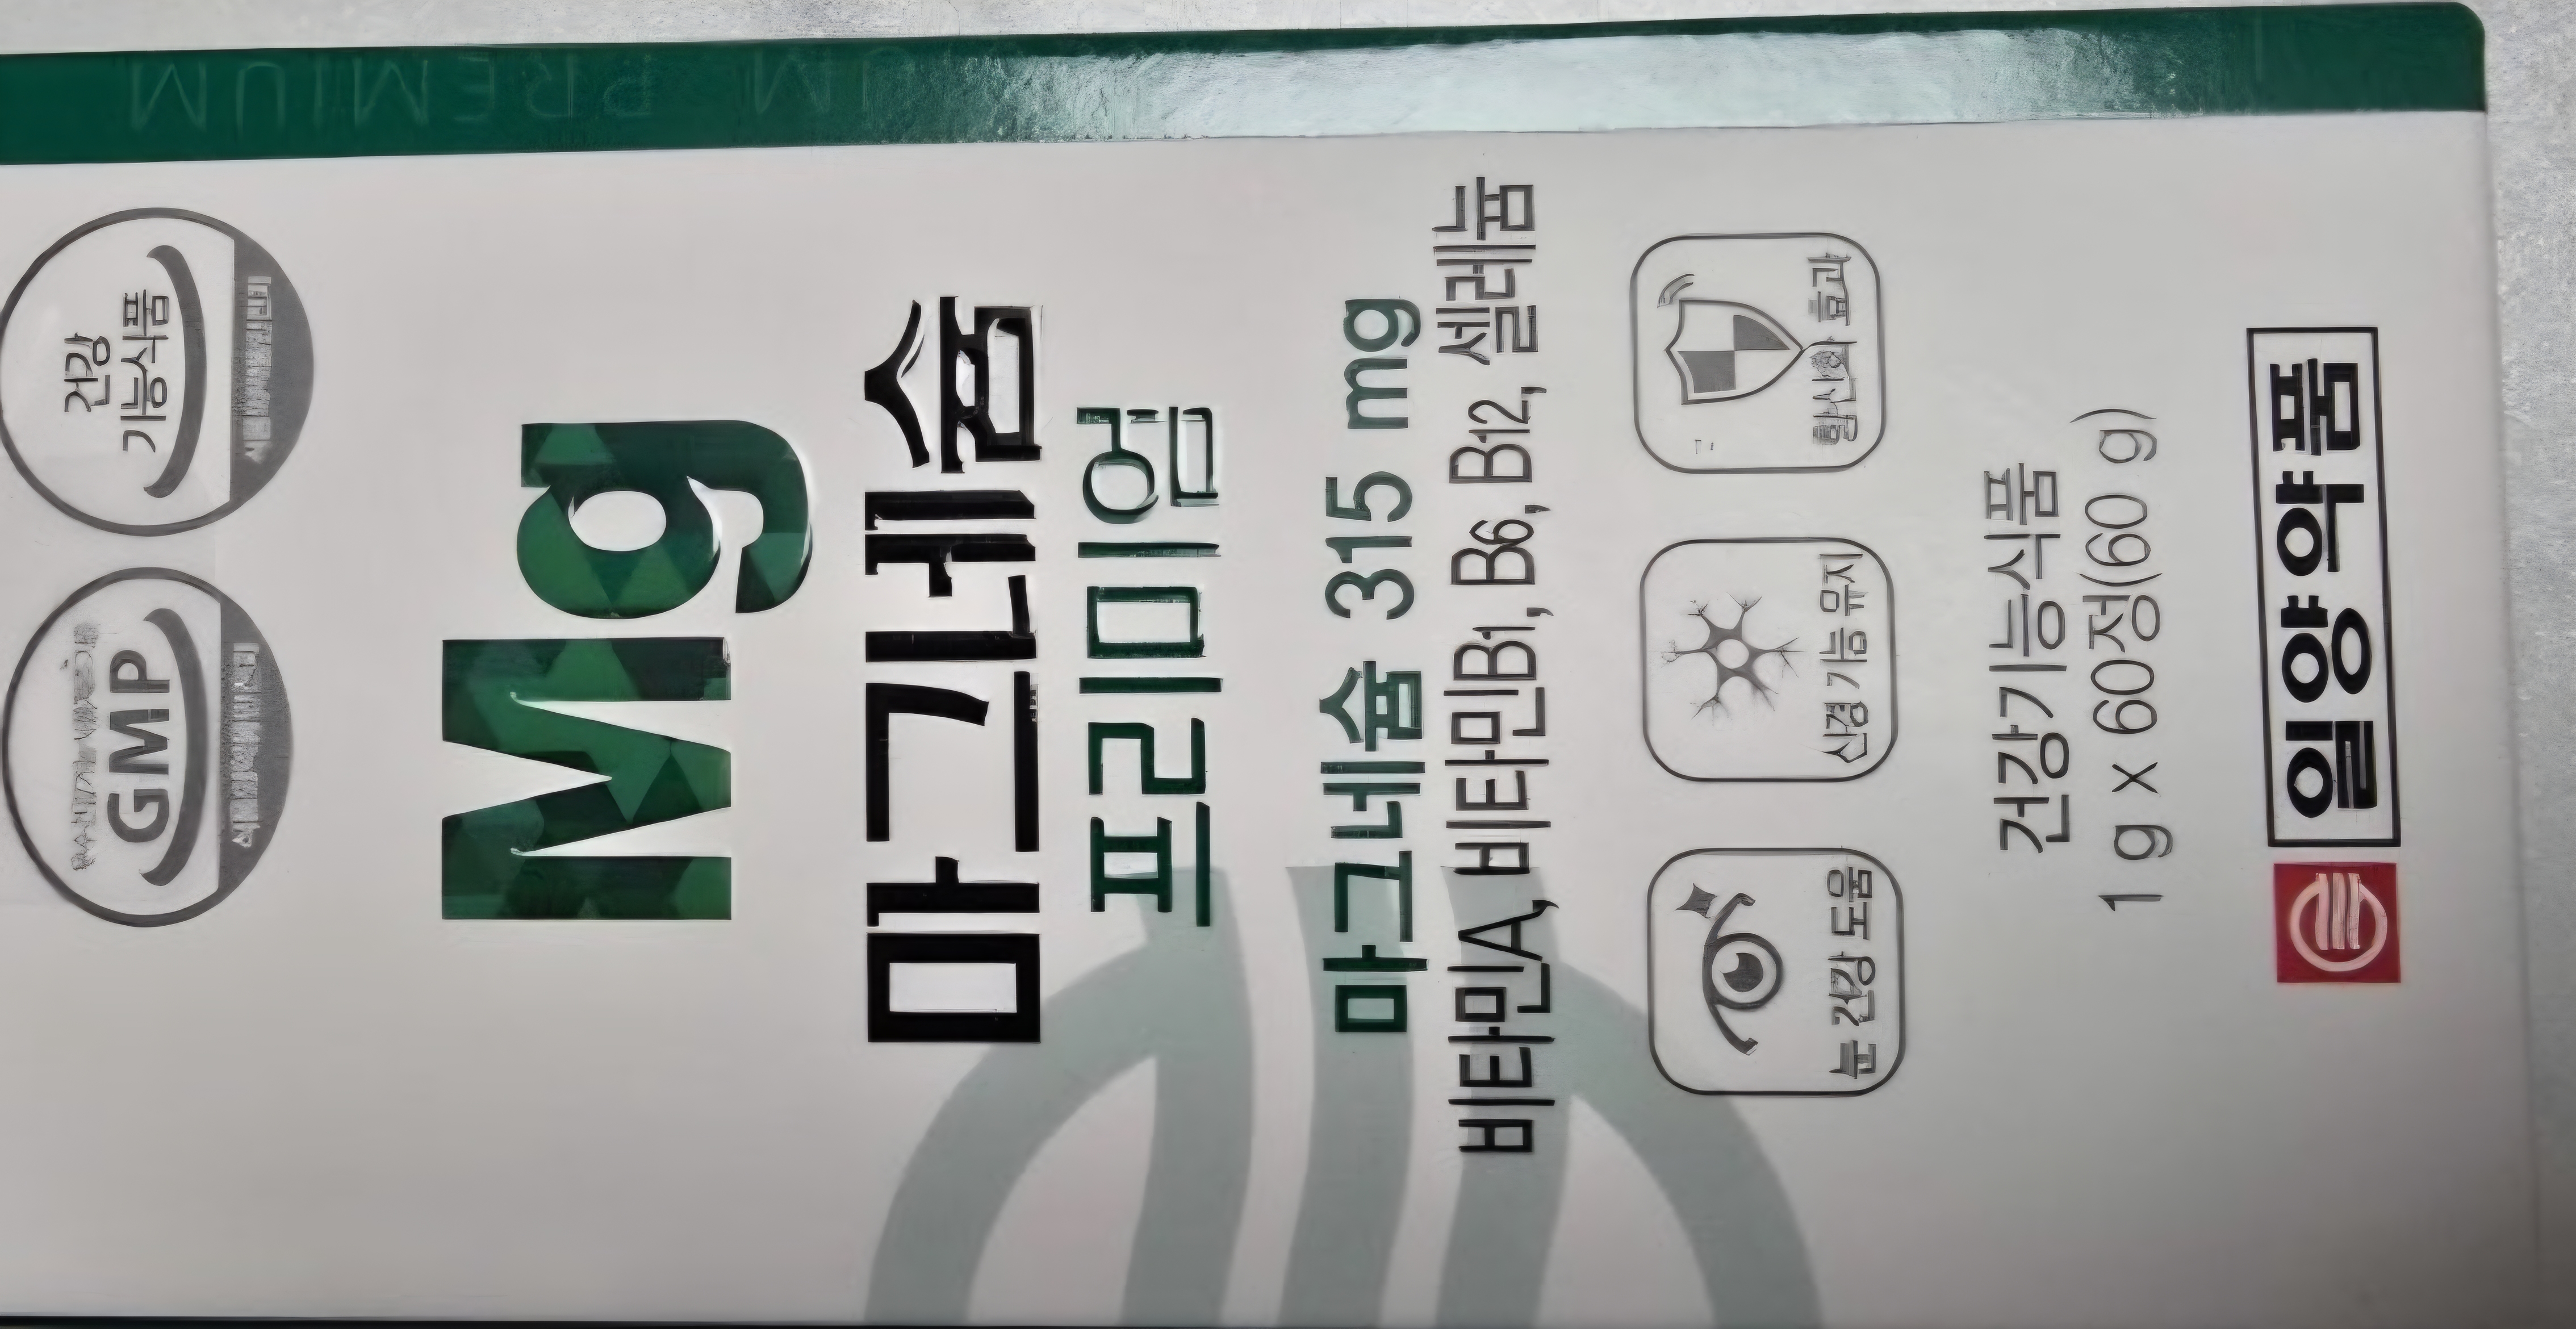 PREMIUM
GMP
건강
기능식품
Mg
마그네슘
프리미엄
마그네슘 315 mg
비타민A, 비타민B1, B6, B12, 셀레늄
눈 건강 도움
신경 기능 유지
항산화 효과
건강기능식품
1 g x 60정(60 g)
일양약품